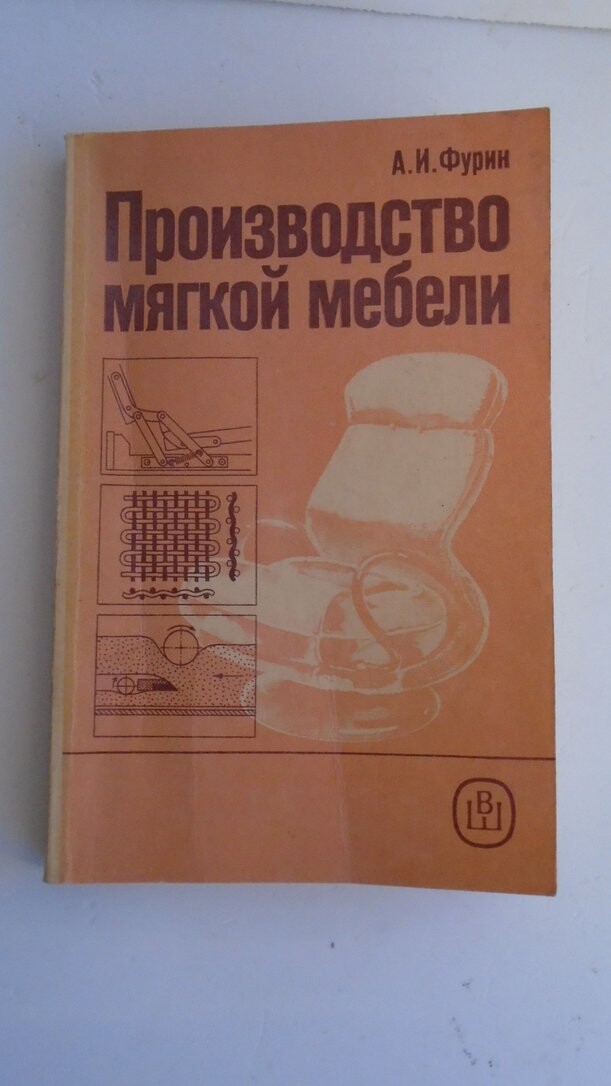 А.И.Фурин
Производство
мягкой мебели
ВШ